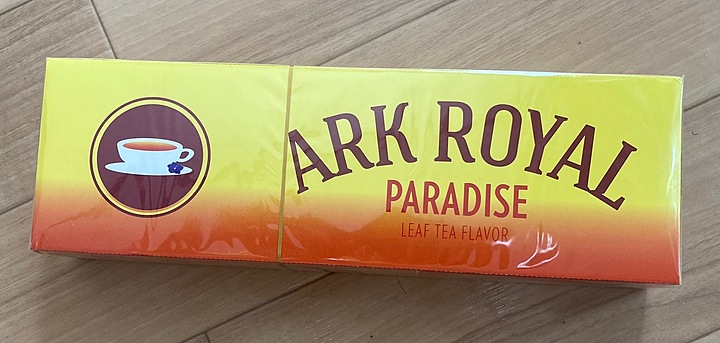 ARK ROYAL
PARADISE
LEAF TEA FLAVOR